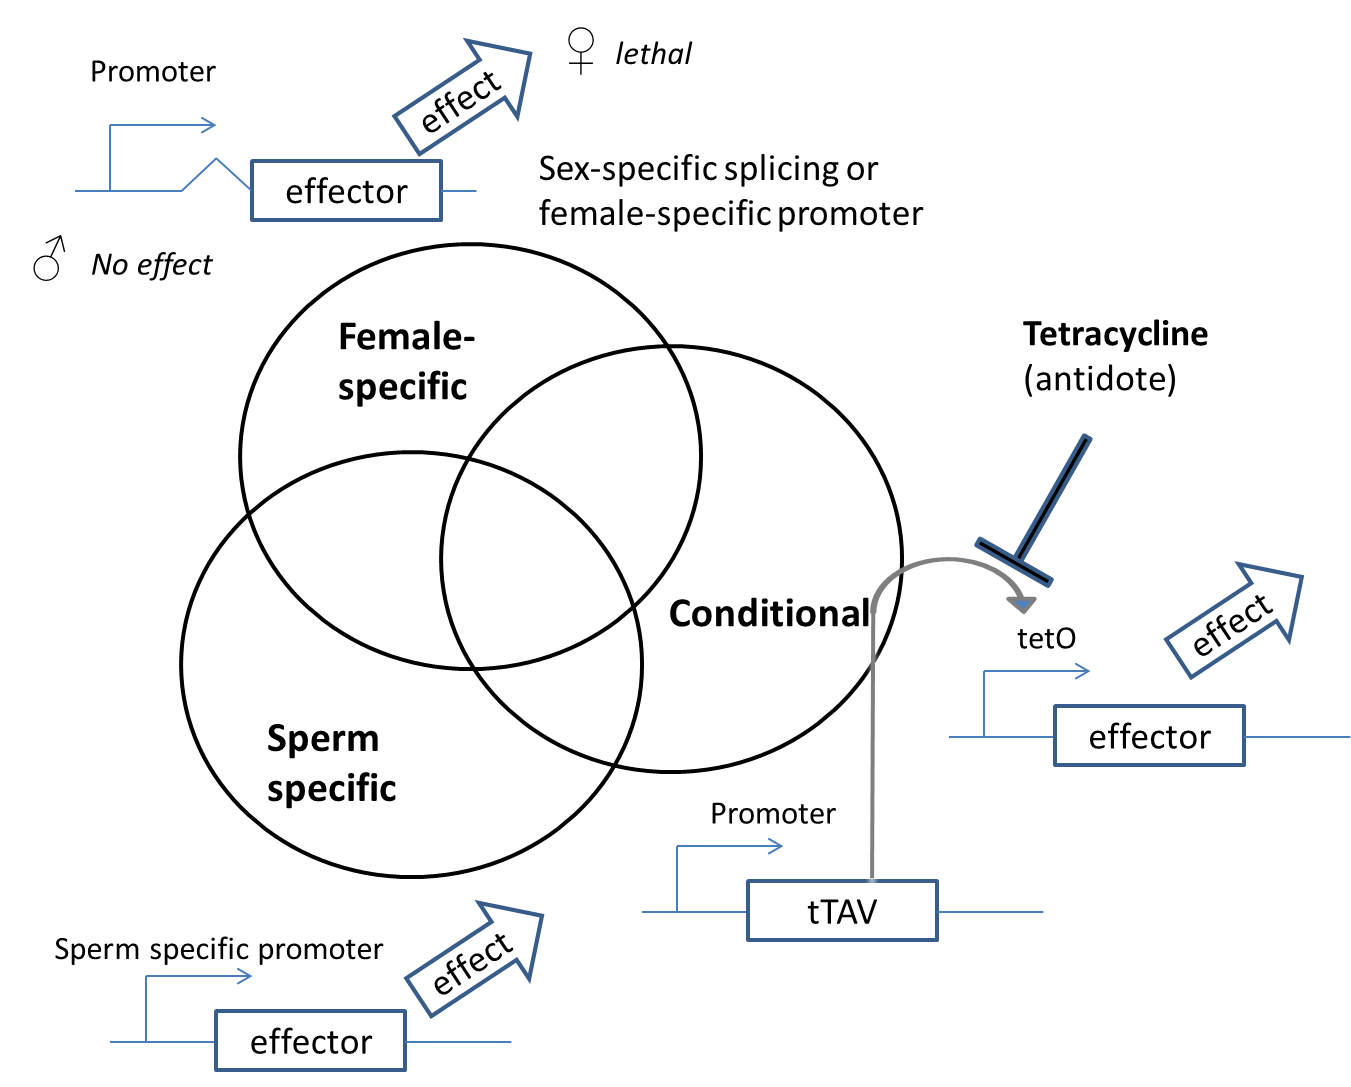 Promoter
effect
♀ lethal
effector
Sex-specific splicing or
female-specific promoter
♂ No effect
Female-
specific
Tetracycline
(antidote)
Conditional
tetO
effect
effector
Sperm
specific
Promoter
tTAV
Sperm specific promoter
effect
effector